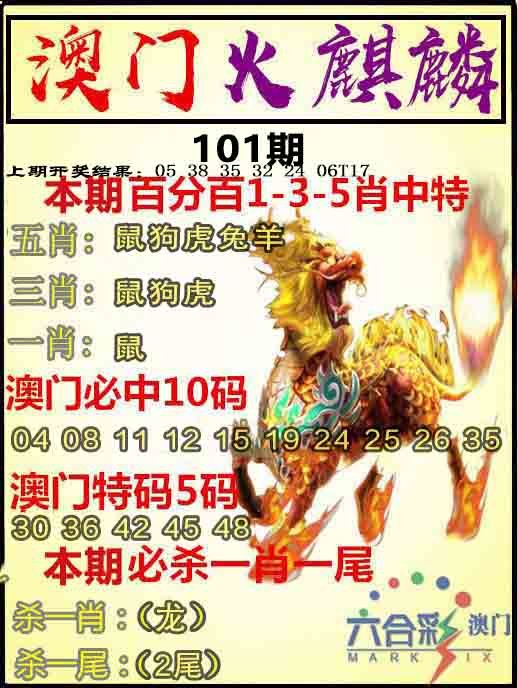 澳门火麒麟
101期
上期开奖结果：05 38 35 32 24 06T17
本期百分百1-3-5肖中特
五肖：鼠狗虎兔羊
三肖：鼠狗虎
一肖：鼠
澳门必中10码
04 08 11 12 15 19 24 25 26 35
澳门特码5码
30 36 42 45 48
本期必杀一肖一尾
杀一肖：（龙）
杀一尾：（2尾）
六合彩 澳门
MARK SIX